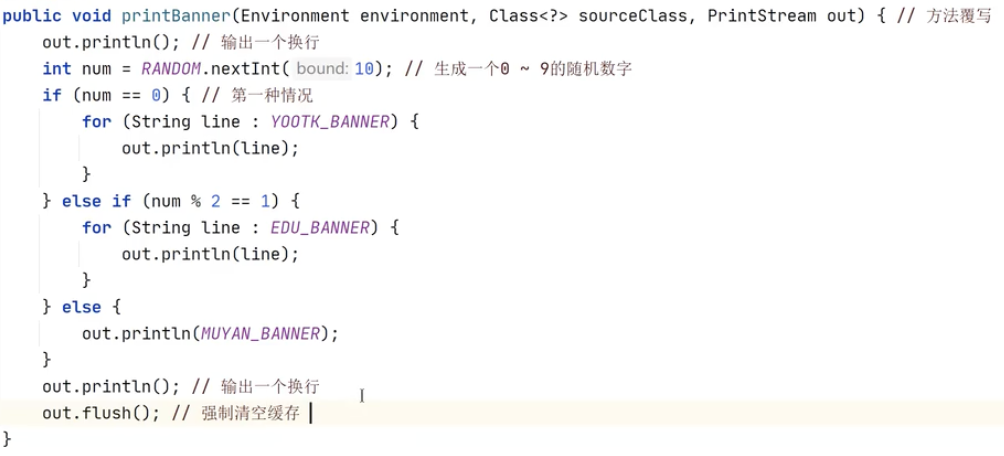 public void printBanner(Environment environment, Class<?> sourceClass, PrintStream out) { // 方法覆写
    out.println(); // 输出一个换行
    int num = RANDOM.nextInt( bound: 10); // 生成一个0 ~ 9的随机数字
    if (num == 0) { // 第一种情况
        for (String line : YOOTK_BANNER) {
            out.println(line);
        }
    } else if (num % 2 == 1) {
        for (String line : EDU_BANNER) {
            out.println(line);
        }
    } else {
        out.println(MUYAN_BANNER);
    }
    out.println(); // 输出一个换行
    out.flush(); // 强制清空缓存
}